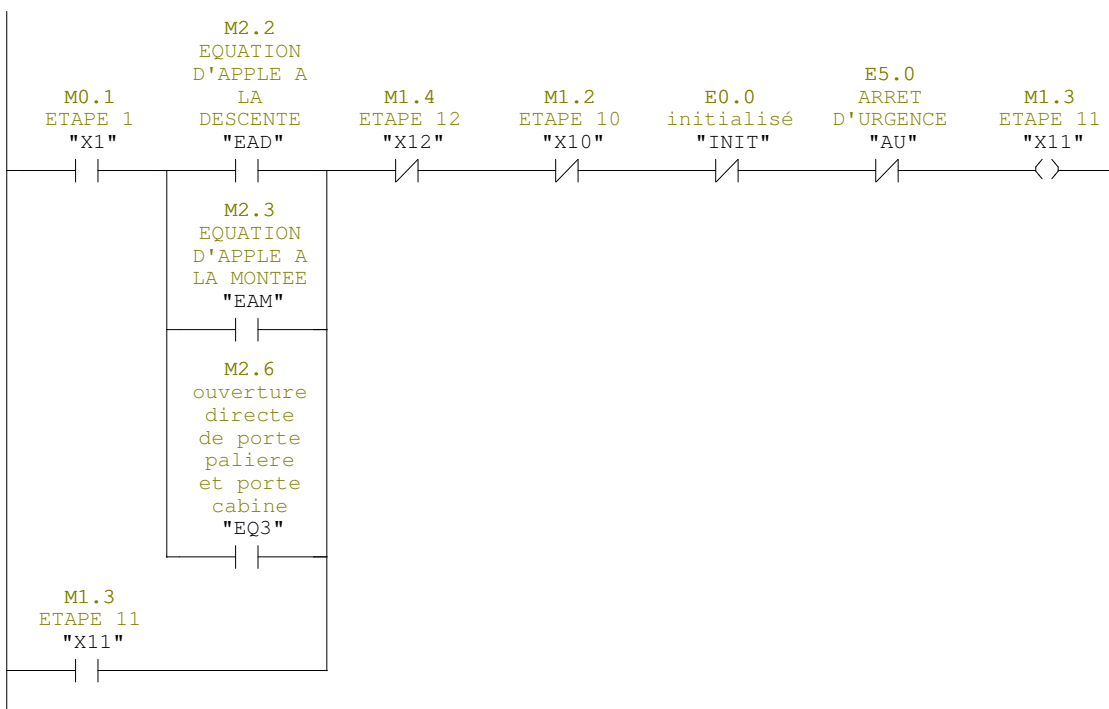 M2.2
EQUATION
D'APPLE A
LA
DESCENTE
"EAD"
M0.1
ETAPE 1
"X1"
M1.4
ETAPE 12
"X12"
M1.2
ETAPE 10
"X10"
E0.0
initialisé
"INIT"
E5.0
ARRET
D'URGENCE
"AU"
M1.3
ETAPE 11
"X11"
M2.3
EQUATION
D'APPLE A
LA MONTEE
"EAM"
M2.6
ouverture
directe
de porte
paliere
et porte
cabine
"EQ3"
M1.3
ETAPE 11
"X11"